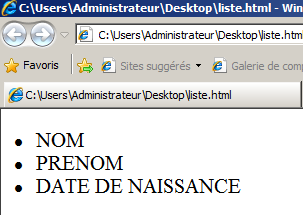 C:\Users\Administrateur\Desktop\liste.html - Win
C:\Users\Administrateur\Desktop\liste.html
Favoris Sites suggérés Galerie de comp
C:\Users\Administrateur\Desktop\liste.html
NOM
PRENOM
DATE DE NAISSANCE